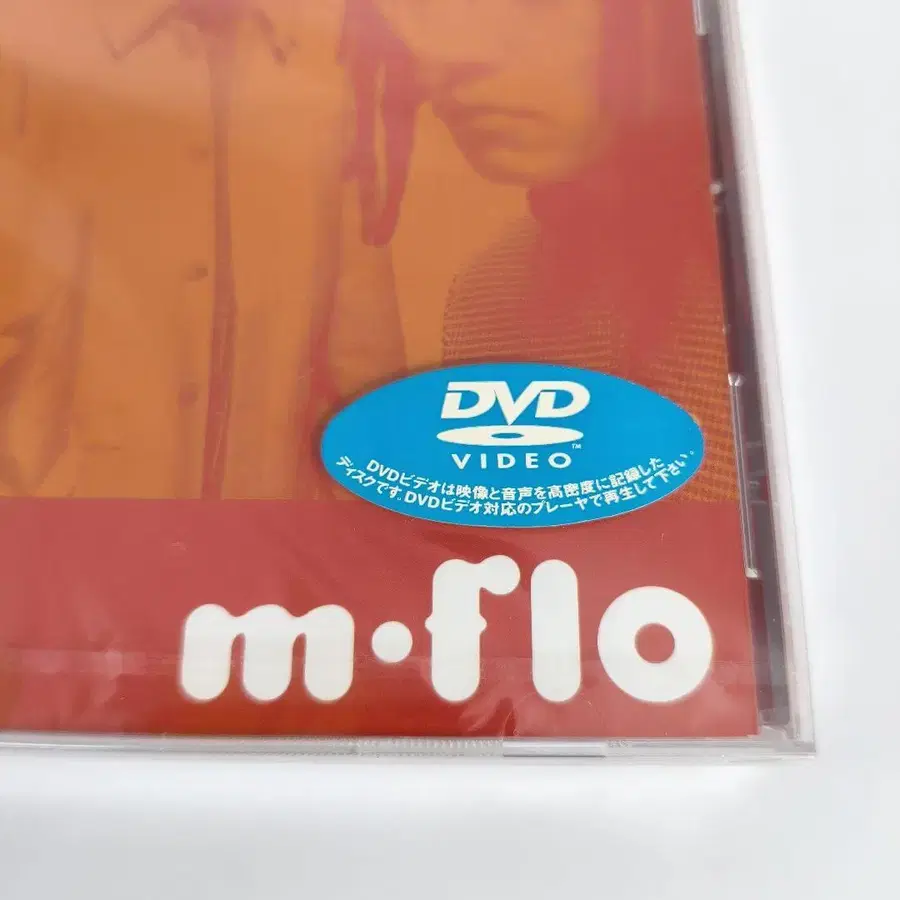 DVD
TM
VIDEO
DVDビデオは映像と音声を高密度に記録した
ディスクです。DVDビデオ対応のプレーヤで再生して下さい。
m·flo